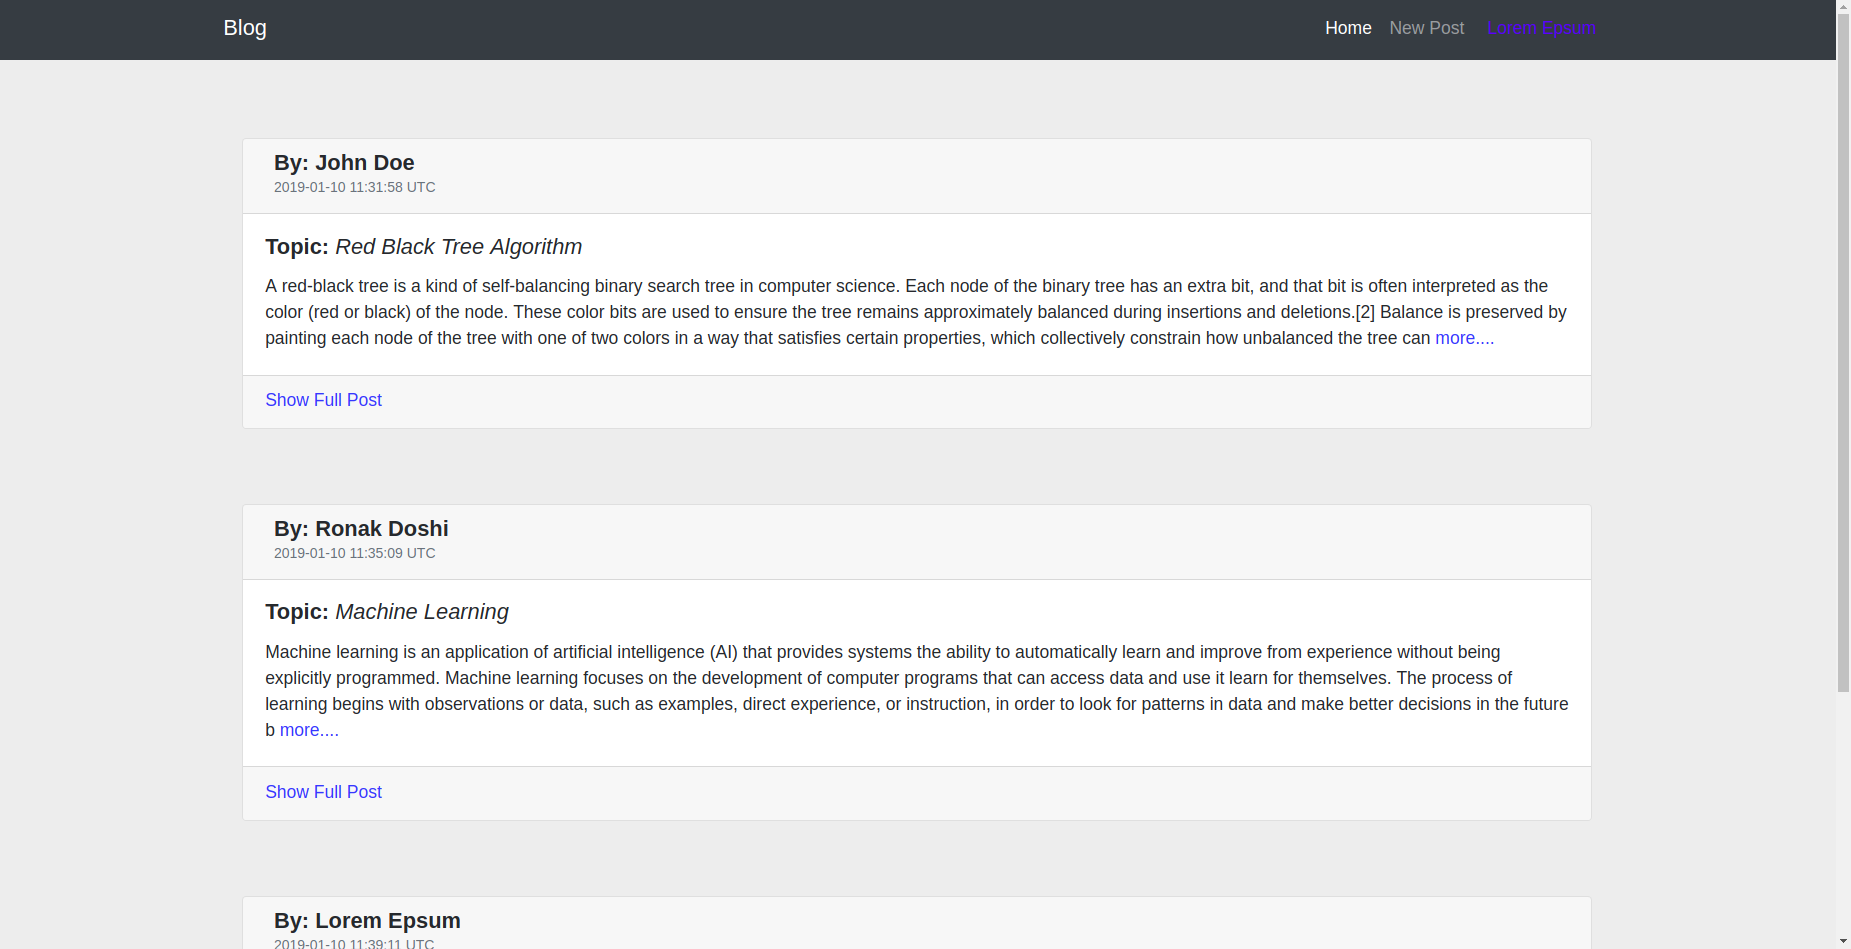 Blog
Home New Post Lorem Epsum
By: John Doe
2019-01-10 11:31:58 UTC
Topic: Red Black Tree Algorithm
A red-black tree is a kind of self-balancing binary search tree in computer science. Each node of the binary tree has an extra bit, and that bit is often interpreted as the
color (red or black) of the node. These color bits are used to ensure the tree remains approximately balanced during insertions and deletions.[2] Balance is preserved by
painting each node of the tree with one of two colors in a way that satisfies certain properties, which collectively constrain how unbalanced the tree can more....
Show Full Post
By: Ronak Doshi
2019-01-10 11:35:09 UTC
Topic: Machine Learning
Machine learning is an application of artificial intelligence (AI) that provides systems the ability to automatically learn and improve from experience without being
explicitly programmed. Machine learning focuses on the development of computer programs that can access data and use it learn for themselves. The process of
learning begins with observations or data, such as examples, direct experience, or instruction, in order to look for patterns in data and make better decisions in the future
b more....
Show Full Post
By: Lorem Epsum
2019-01-10 11:39:11 UTC